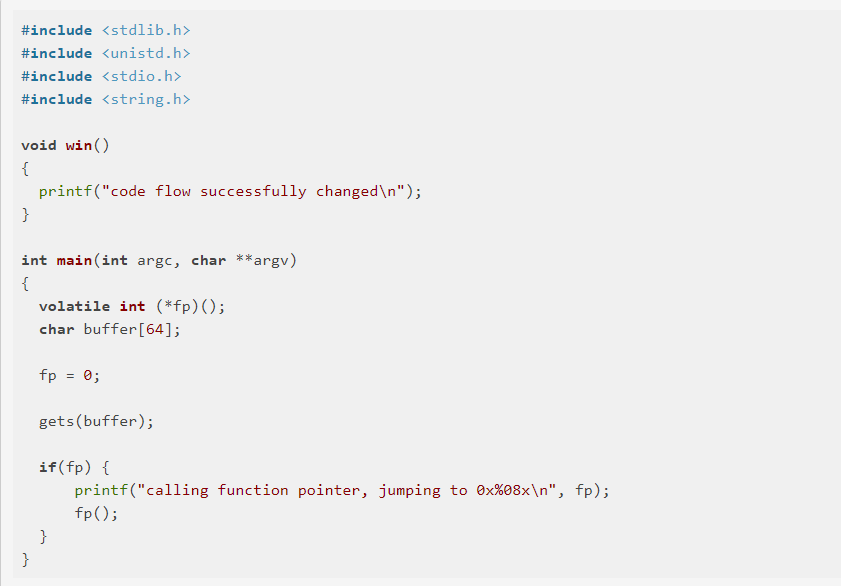 #include <stdlib.h>
#include <unistd.h>
#include <stdio.h>
#include <string.h>

void win()
{
  printf("code flow successfully changed\n");
}

int main(int argc, char **argv)
{
  volatile int (*fp)();
  char buffer[64];

  fp = 0;

  gets(buffer);

  if(fp) {
      printf("calling function pointer, jumping to 0x%08x\n", fp);
      fp();
  }
}